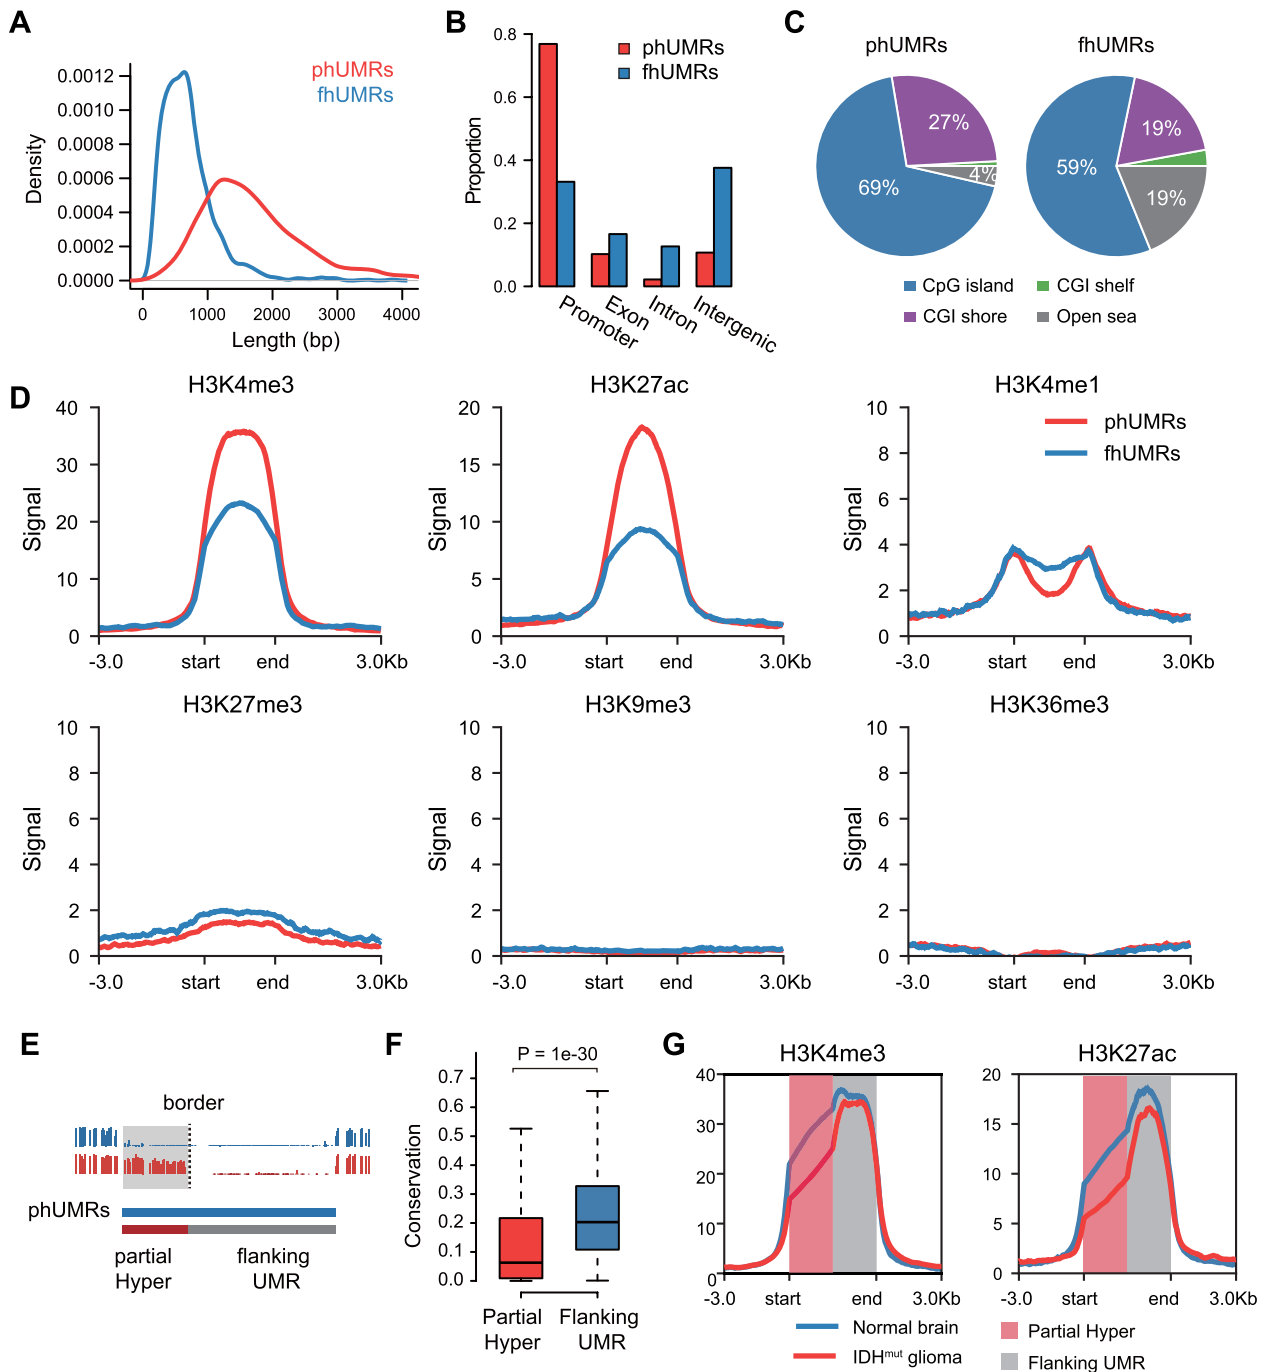 A
phUMRs
fhUMRs
0.0012
0.0010
0.0008
0.0006
0.0004
0.0002
0.0000
Density
0
1000
2000
3000
4000
Length (bp)
B
phUMRs
fhUMRs
0.8
0.6
0.4
0.2
0.0
Proportion
Promoter
Exon
Intron
Intergenic
C
phUMRs
fhUMRs
27%
4%
69%
19%
59%
19%
CpG island
CGI shelf
CGI shore
Open sea
D
H3K4me3
40
30
20
10
0
Signal
-3.0
start
end
3.0Kb
H3K27ac
20
15
10
5
0
Signal
-3.0
start
end
3.0Kb
H3K4me1
10
8
6
4
2
0
Signal
phUMRs
fhUMRs
-3.0
start
end
3.0Kb
H3K27me3
10
8
6
4
2
0
Signal
-3.0
start
end
3.0Kb
H3K9me3
10
8
6
4
2
0
Signal
-3.0
start
end
3.0Kb
H3K36me3
10
8
6
4
2
0
Signal
-3.0
start
end
3.0Kb
E
border
phUMRs
partial
Hyper
flanking
UMR
F
P = 1e-30
0.7
0.6
0.5
0.4
0.3
0.2
0.1
0.0
Conservation
Partial
Hyper
Flanking
UMR
G
H3K4me3
40
30
20
10
0
-3.0
start
end
3.0Kb
H3K27ac
20
15
10
5
0
-3.0
start
end
3.0Kb
Normal brain
IDHmut glioma
Partial Hyper
Flanking UMR